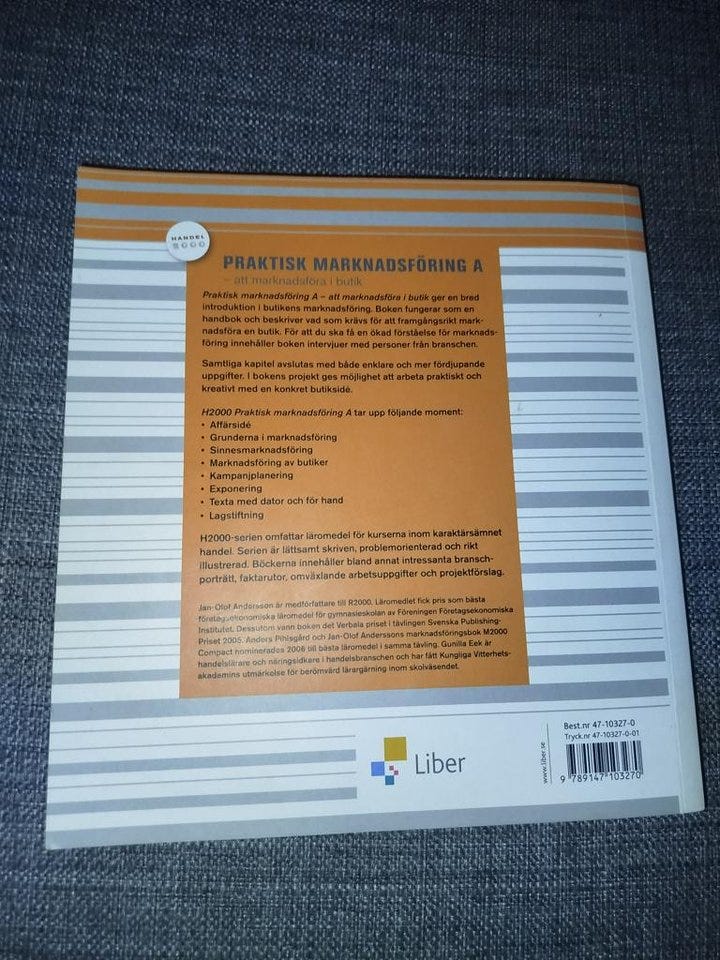 HANDEL
2000
PRAKTISK MARKNADSFÖRING A
– att marknadsföra i butik
Praktisk marknadsföring A – att marknadsföra i butik ger en bred
introduktion i butikens marknadsföring. Boken fungerar som en
handbok och beskriver vad som krävs för att framgångsrikt mark-
nadsföra en butik. För att du ska få en ökad förståelse för marknads-
föring innehåller boken intervjuer med personer från branschen.
Samtliga kapitel avslutas med både enklare och mer fördjupande
uppgifter. I bokens projekt ges möjlighet att arbeta praktiskt och
kreativt med en konkret butiksidé.
H2000 Praktisk marknadsföring A tar upp följande moment:
• Affärsidé
• Grunderna i marknadsföring
• Sinnesmarknadsföring
• Marknadsföring av butiker
• Kampanjplanering
• Exponering
• Texta med dator och för hand
• Lagstiftning
H2000-serien omfattar läromedel för kurserna inom karaktärsämnet
handel. Serien är lättsamt skriven, problemorienterad och rikt
illustrerad. Böckerna innehåller bland annat intressanta bransch-
porträtt, faktarutor, omväxlande arbetsuppgifter och projektförslag.
Jan-Olof Andersson är medförfattare till R2000. Läromedlet fick pris som bästa
företagsekonomiska läromedel för gymnasieskolan av Föreningen Företagsekonomiska
Institutet. Dessutom vann boken det Verbala priset i tävlingen Svenska Publishing-
Priset 2005. Anders Pihlsgård och Jan-Olof Anderssons marknadsföringsbok M2000
Compact nominerades 2006 till bästa läromedel i samma tävling. Gunilla Eek är
handelslärare och näringsidkare i handelsbranschen och har fått Kungliga Vitterhets-
akademins utmärkelse för berömvärd lärargärning inom skolväsendet.
Liber
www.liber.se
Best.nr 47-10327-0
Tryck.nr 47-10327-0-01
9 789147 103270